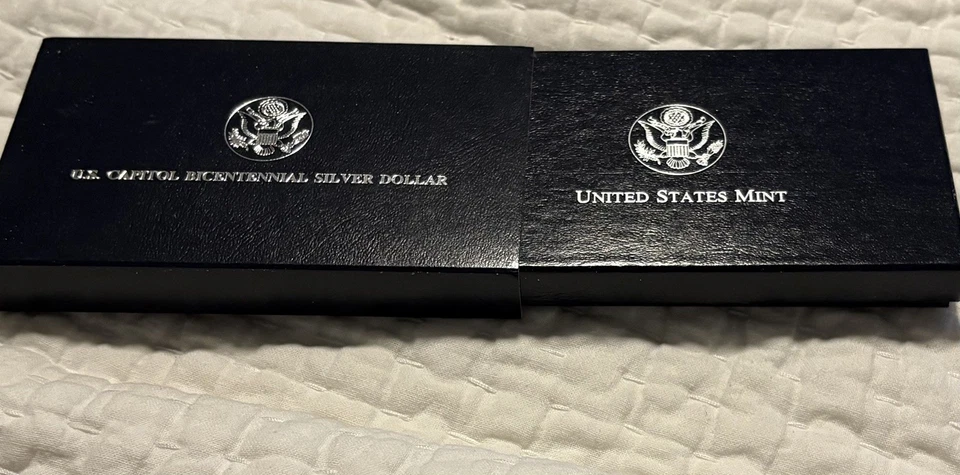 U.S. CAPITOL BICENTENNIAL SILVER DOLLAR
UNITED STATES MINT